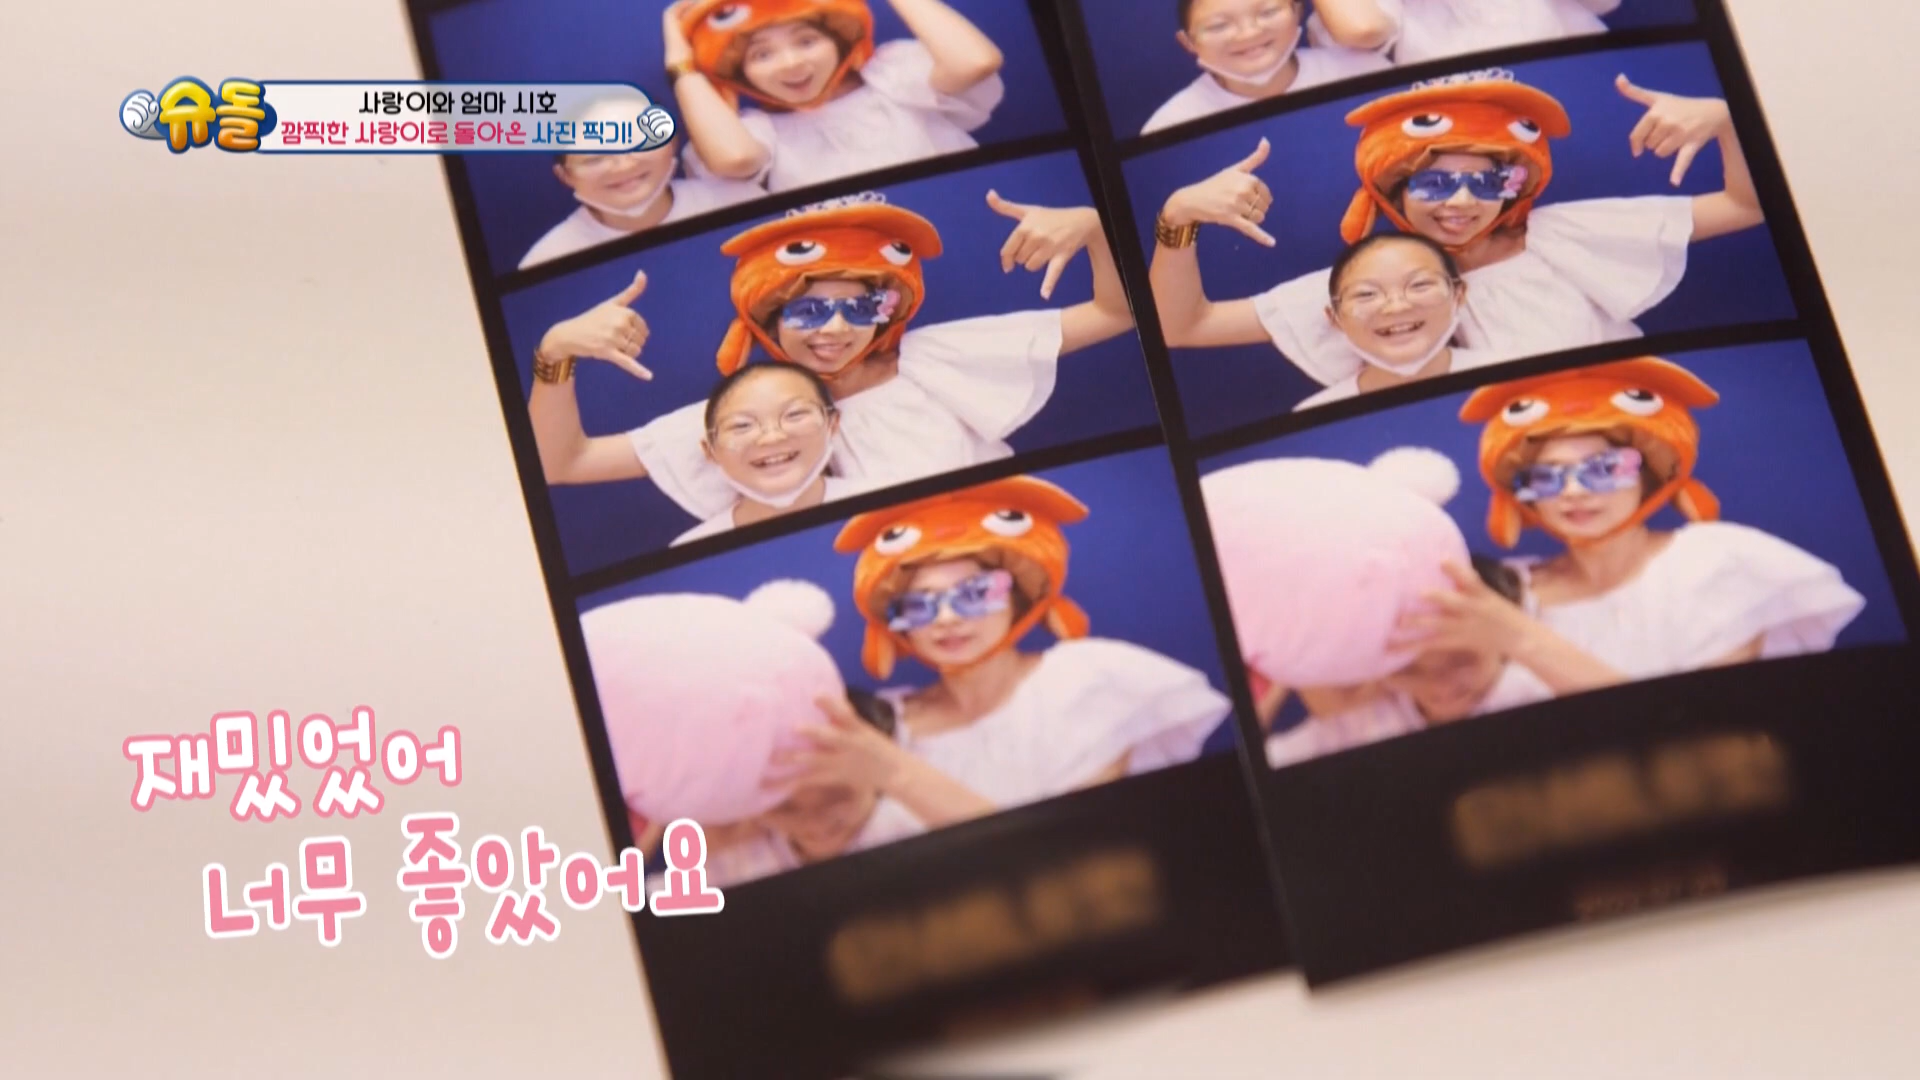 슈돌
사랑이와 엄마 시호
깜찍한 사랑이로 돌아온 사진 찍기!
재밌었어
너무 좋았어요